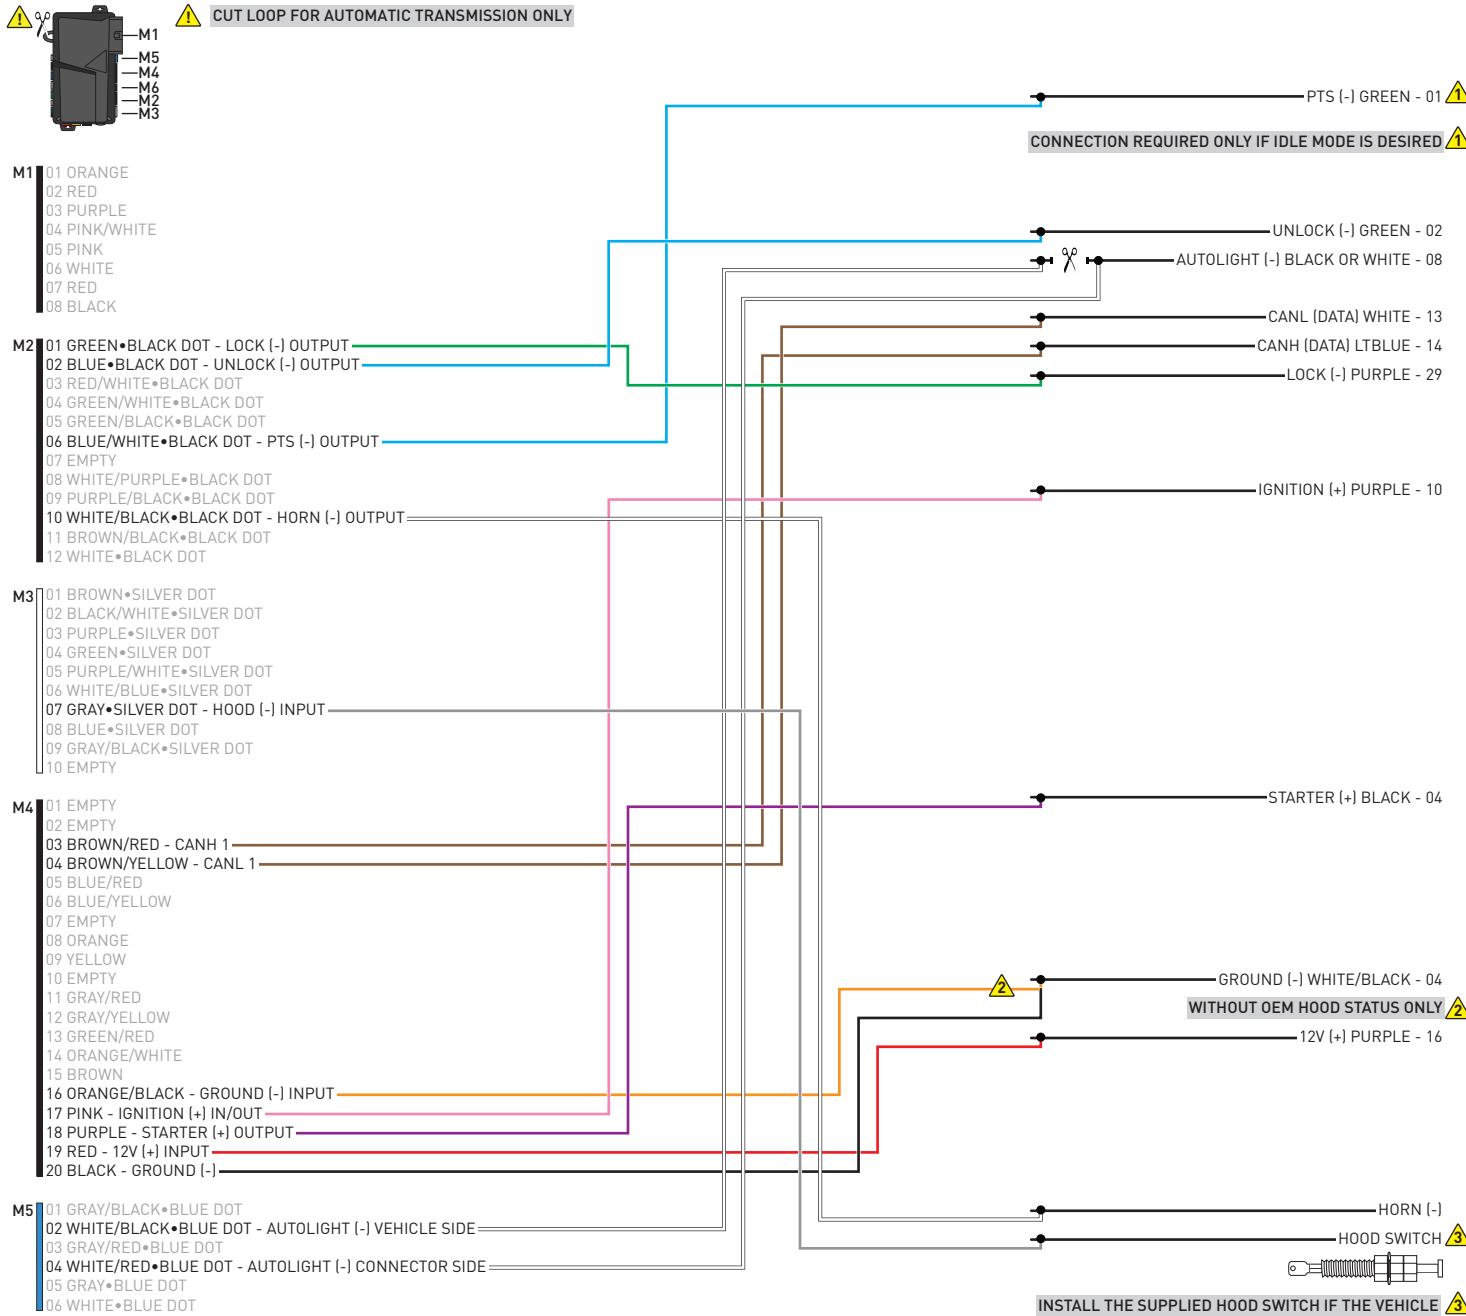 ! ! CUT LOOP FOR AUTOMATIC TRANSMISSION ONLY
M1
M5
M4
M6
M2
M3
PTS (-) GREEN - 01 1
CONNECTION REQUIRED ONLY IF IDLE MODE IS DESIRED 1
UNLOCK (-) GREEN - 02
AUTOLIGHT (-) BLACK OR WHITE - 08
CANL (DATA) WHITE - 13
CANH (DATA) LTBLUE - 14
LOCK (-) PURPLE - 29
IGNITION (+) PURPLE - 10
STARTER (+) BLACK - 04
2 GROUND (-) WHITE/BLACK - 04
WITHOUT OEM HOOD STATUS ONLY 2
12V (+) PURPLE - 16
HORN (-)
HOOD SWITCH 3
INSTALL THE SUPPLIED HOOD SWITCH IF THE VEHICLE 3
M1
01 ORANGE
02 RED
03 PURPLE
04 PINK/WHITE
05 PINK
06 WHITE
07 RED
08 BLACK
M2
01 GREEN•BLACK DOT - LOCK (-) OUTPUT
02 BLUE•BLACK DOT - UNLOCK (-) OUTPUT
03 RED/WHITE•BLACK DOT
04 GREEN/WHITE•BLACK DOT
05 GREEN/BLACK•BLACK DOT
06 BLUE/WHITE•BLACK DOT - PTS (-) OUTPUT
07 EMPTY
08 WHITE/PURPLE•BLACK DOT
09 PURPLE/BLACK•BLACK DOT
10 WHITE/BLACK•BLACK DOT - HORN (-) OUTPUT
11 BROWN/BLACK•BLACK DOT
12 WHITE•BLACK DOT
M3
01 BROWN•SILVER DOT
02 BLACK/WHITE•SILVER DOT
03 PURPLE•SILVER DOT
04 GREEN•SILVER DOT
05 PURPLE/WHITE•SILVER DOT
06 WHITE/BLUE•SILVER DOT
07 GRAY•SILVER DOT - HOOD (-) INPUT
08 BLUE•SILVER DOT
09 GRAY/BLACK•SILVER DOT
10 EMPTY
M4
01 EMPTY
02 EMPTY
03 BROWN/RED - CANH 1
04 BROWN/YELLOW - CANL 1
05 BLUE/RED
06 BLUE/YELLOW
07 EMPTY
08 ORANGE
09 YELLOW
10 EMPTY
11 GRAY/RED
12 GRAY/YELLOW
13 GREEN/RED
14 ORANGE/WHITE
15 BROWN
16 ORANGE/BLACK - GROUND (-) INPUT
17 PINK - IGNITION (+) IN/OUT
18 PURPLE - STARTER (+) OUTPUT
19 RED - 12V (+) INPUT
20 BLACK - GROUND (-)
M5
01 GRAY/BLACK•BLUE DOT
02 WHITE/BLACK•BLUE DOT - AUTOLIGHT (-) VEHICLE SIDE
03 GRAY/RED•BLUE DOT
04 WHITE/RED•BLUE DOT - AUTOLIGHT (-) CONNECTOR SIDE
05 GRAY•BLUE DOT
06 WHITE•BLUE DOT